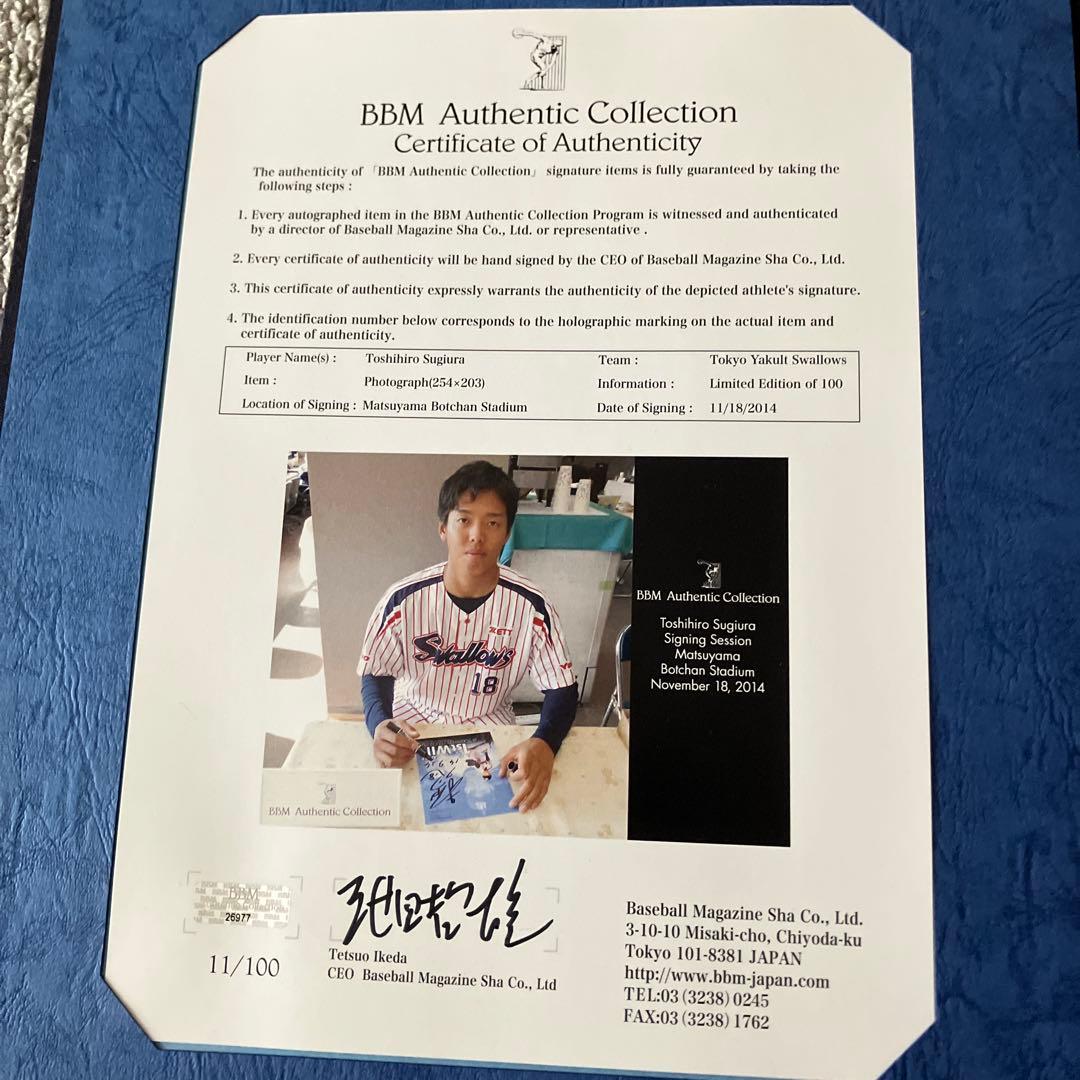 BBM Authentic Collection
Certificate of Authenticity
The authenticity of 「BBM Authentic Collection」 signature items is fully guaranteed by taking the
following steps :
1. Every autographed item in the BBM Authentic Collection Program is witnessed and authenticated
by a director of Baseball Magazine Sha Co., Ltd. or representative .
2. Every certificate of authenticity will be hand signed by the CEO of Baseball Magazine Sha Co., Ltd.
3. This certificate of authenticity expressly warrants the authenticity of the depicted athlete's signature.
4. The identification number below corresponds to the holographic marking on the actual item and
certificate of authenticity.
Player Name(s) : Toshihiro Sugiura Team : Tokyo Yakult Swallows
Item : Photograph(254×203) Information : Limited Edition of 100
Location of Signing : Matsuyama Botchan Stadium Date of Signing : 11/18/2014
ZETT
Swallows
18
1st Win
BBM Authentic Collection
BBM Authentic Collection
Toshihiro Sugiura
Signing Session
Matsuyama
Botchan Stadium
November 18, 2014
BBM
26977
11/100
池田哲雄
Tetsuo Ikeda
CEO Baseball Magazine Sha Co., Ltd
Baseball Magazine Sha Co., Ltd.
3-10-10 Misaki-cho, Chiyoda-ku
Tokyo 101-8381 JAPAN
http://www.bbm-japan.com
TEL:03 (3238) 0245
FAX:03 (3238) 1762